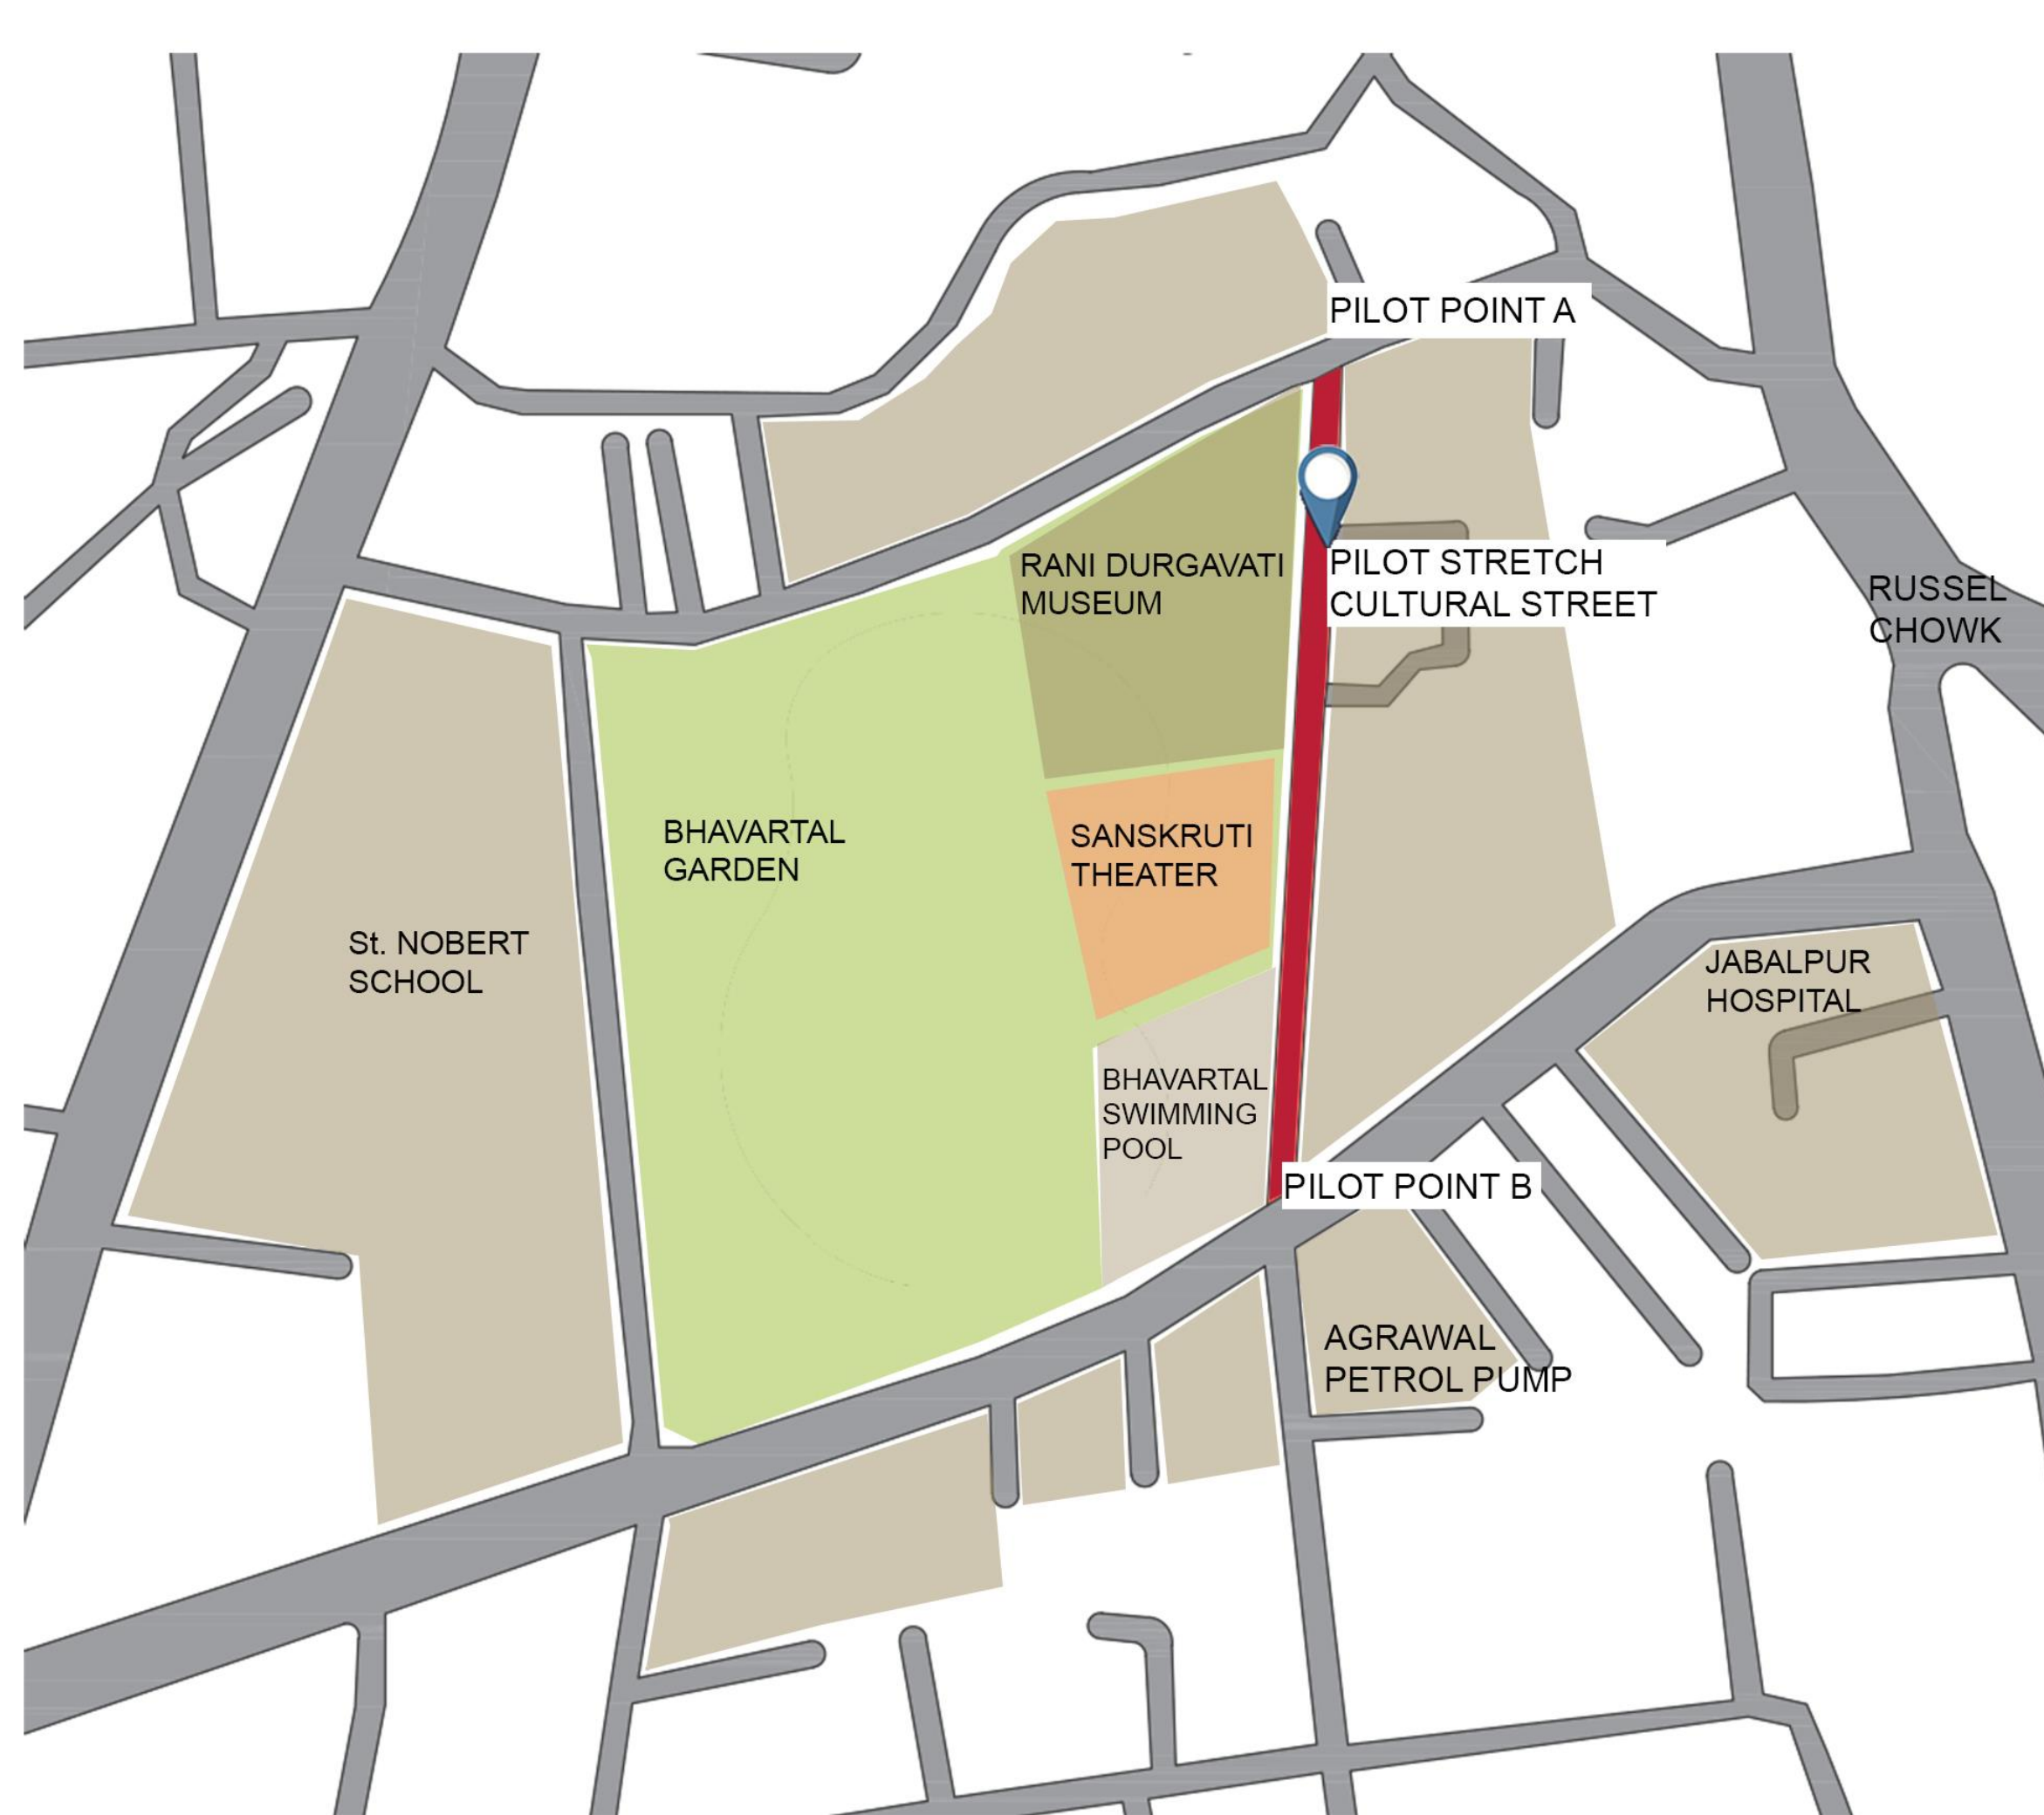 PILOT POINT A
RANI DURGAVATI
MUSEUM
PILOT STRETCH
CULTURAL STREET
RUSSEL
CHOWK
BHAVARTAL
GARDEN
SANSKRUTI
THEATER
St. NOBERT
SCHOOL
JABALPUR
HOSPITAL
BHAVARTAL
SWIMMING
POOL
PILOT POINT B
AGRAWAL
PETROL PUMP